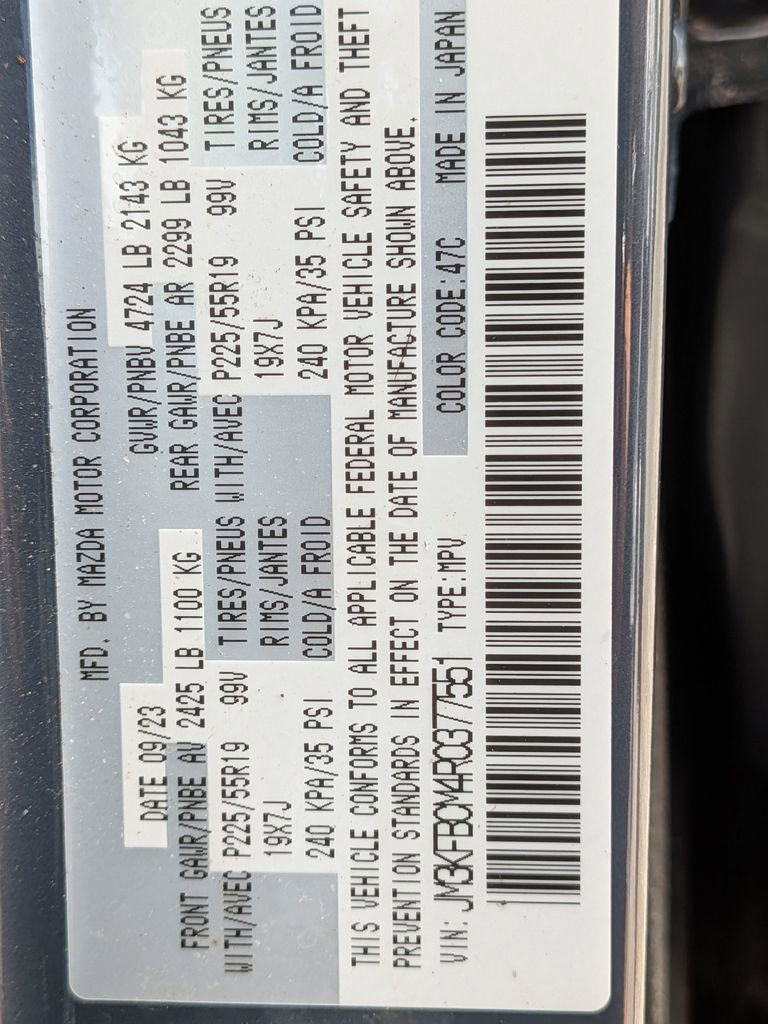 MFD. BY MAZDA MOTOR CORPORATION
DATE 09/23 GVWR/PNBV 4724 LB 2143 KG
FRONT GAWR/PNBE AV 2425 LB 1100 KG REAR GAWR/PNBE AR 2299 LB 1043 KG
WITH/AVEC P225/55R19 99V TIRES/PNEUS WITH/AVEC P225/55R19 99V TIRES/PNEUS
19X7J RIMS/JANTES 19X7J RIMS/JANTES
240 KPA/35 PSI COLD/A FROID 240 KPA/35 PSI COLD/A FROID
THIS VEHICLE CONFORMS TO ALL APPLICABLE FEDERAL MOTOR VEHICLE SAFETY AND THEFT
PREVENTION STANDARDS IN EFFECT ON THE DATE OF MANUFACTURE SHOWN ABOVE.
VIN: JM3KFBCM4R0377551 TYPE:MPV COLOR CODE:47C MADE IN JAPAN